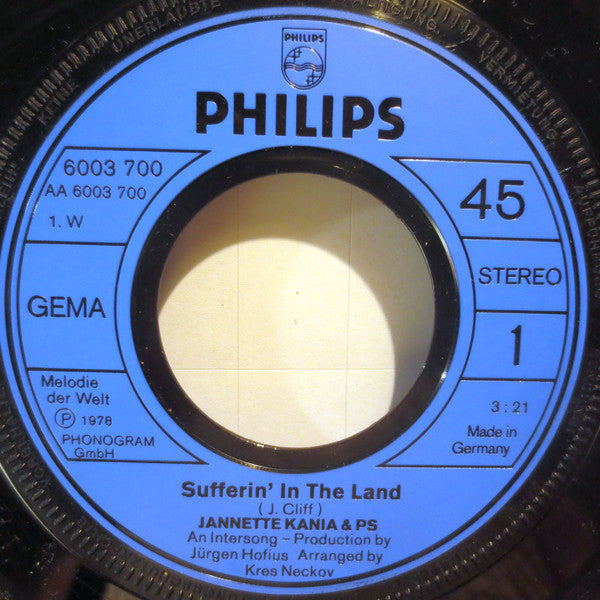 UNERLAUBTE
VERMIETUNG
PHILIPS
PHILIPS
6003 700
AA 6003 700
1. W
GEMA
Melodie
der Welt
Ⓟ 1978
PHONOGRAM
GmbH
45
STEREO
1
3:21
Made in
Germany
Sufferin' In The Land
( J. Cliff )
JANNETTE KANIA & PS
An Intersong – Production by
Jürgen Hofius Arranged by
Kres Neckov